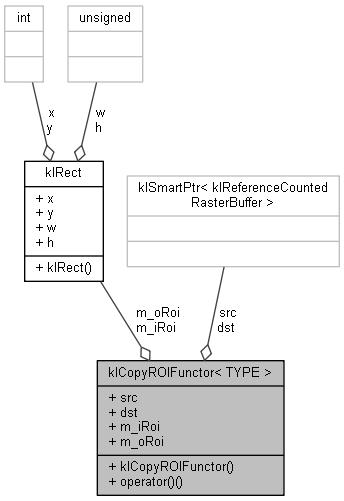 int
unsigned
x
y
w
h
klRect
+ x
+ y
+ w
+ h
+ klRect()
klSmartPtr< klReferenceCounted
RasterBuffer >
m_oRoi
m_iRoi
src
dst
klCopyROIFunctor< TYPE >
+ src
+ dst
+ m_iRoi
+ m_oRoi
+ klCopyROIFunctor()
+ operator()()